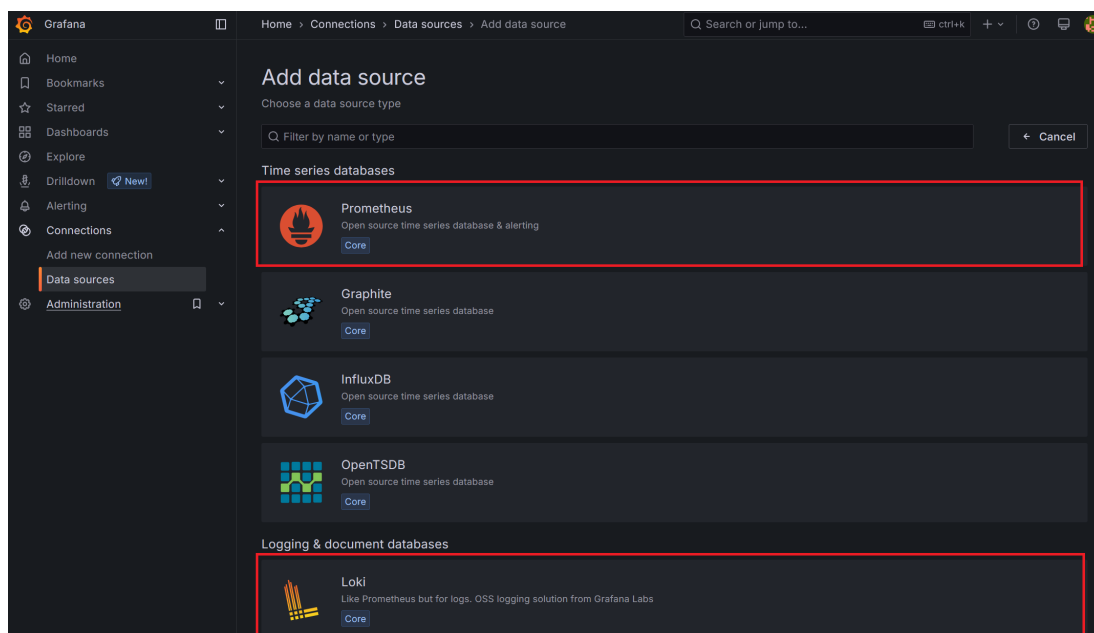 Grafana
Home › Connections › Data sources › Add data source
Search or jump to...
ctrl+k
Home
Bookmarks
Starred
Dashboards
Explore
Drilldown New!
Alerting
Connections
Add new connection
Data sources
Administration
Add data source
Choose a data source type
Filter by name or type
Cancel
Time series databases
Prometheus
Open source time series database & alerting
Core
Graphite
Open source time series database
Core
InfluxDB
Open source time series database
Core
OpenTSDB
Open source time series database
Core
Logging & document databases
Loki
Like Prometheus but for logs. OSS logging solution from Grafana Labs
Core